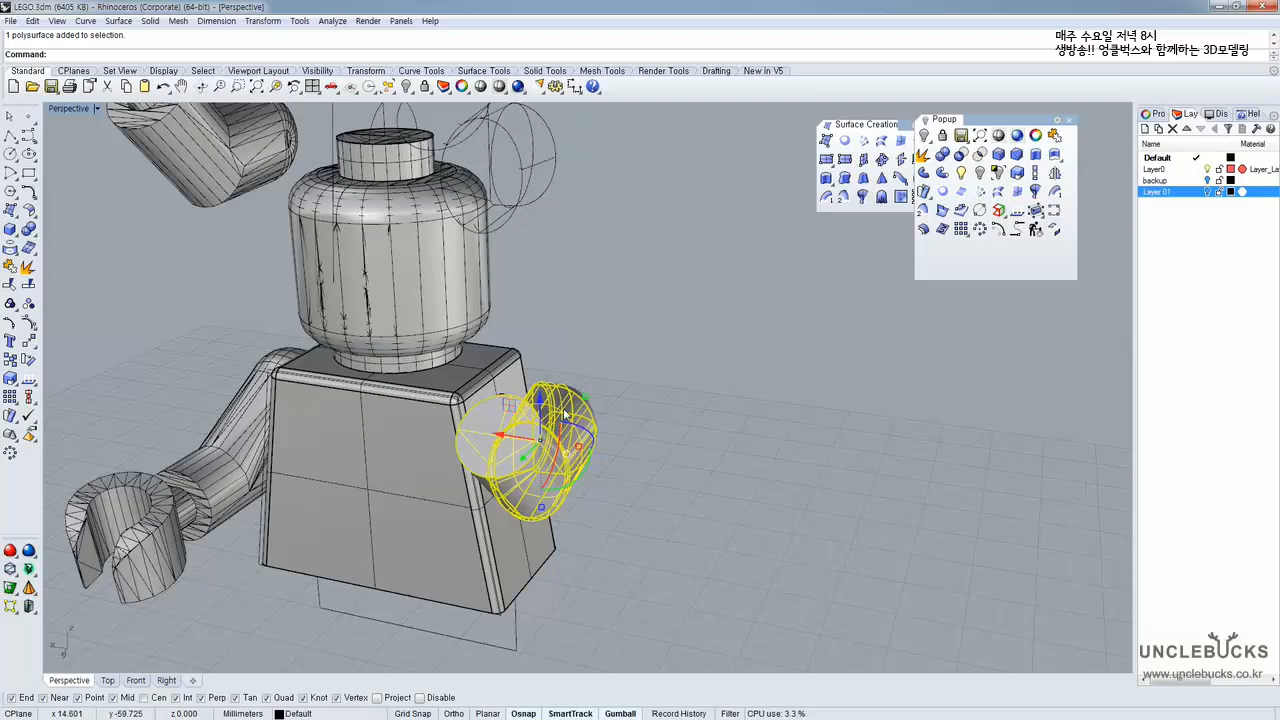 LEGO.3dm (6405 KB) - Rhinoceros (Corporate) (64-bit) - [Perspective]
File Edit View Curve Surface Solid Mesh Dimension Transform Tools Analyze Render Panels Help
1 polysurface added to selection.
매주 수요일 저녁 8시
Command:
생방송!! 엉클벅스와 함께하는 3D모델링
Standard CPlanes Set View Display Select Viewport Layout Visibility Transform Curve Tools Surface Tools Solid Tools Mesh Tools Render Tools Drafting New in V5
Perspective
Surface Creation
Popup
Pro Lay Dis Hel
Name Material
Default
Layer0 Layer_La
backup
Layer 01
z
x
y
UNCLEBUCKS
www.unclebucks.co.kr
Perspective Top Front Right
End Near Point Mid Cen Int Perp Tan Quad Knot Vertex Project Disable
CPlane x 14.601 y -59.725 z 0.000 Millimeters Default Grid Snap Ortho Planar Osnap SmartTrack Gumball Record History Filter CPU use: 3.3 %